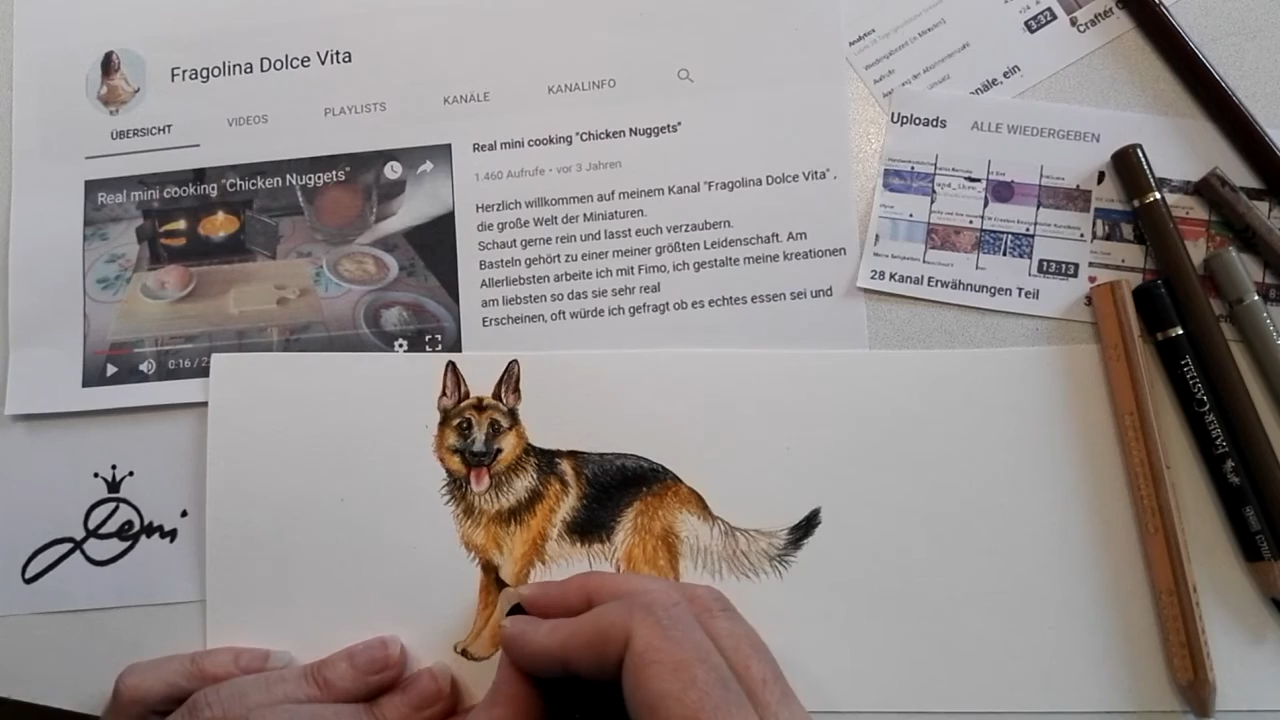 Fragolina Dolce Vita
ÜBERSICHT
VIDEOS
PLAYLISTS
KANÄLE
KANALINFO
Real mini cooking "Chicken Nuggets"
0:16 / 2:
Real mini cooking "Chicken Nuggets"
1.460 Aufrufe • vor 3 Jahren
Herzlich willkommen auf meinem Kanal "Fragolina Dolce Vita" ,
die große Welt der Miniaturen.
Schaut gerne rein und lasst euch verzaubern.
Basteln gehört zu einer meiner größten Leidenschaft. Am
Allerliebsten arbeite ich mit Fimo, ich gestalte meine kreationen
am liebsten so das sie sehr real
Erscheinen, oft würde ich gefragt ob es echtes essen sei und
Analytics
Aufrufe
3:32
Crafter
näle, ein
Uploads
ALLE WIEDERGEBEN
13:13
28 Kanal Erwähnungen Teil
Leni
FABER-CASTELL